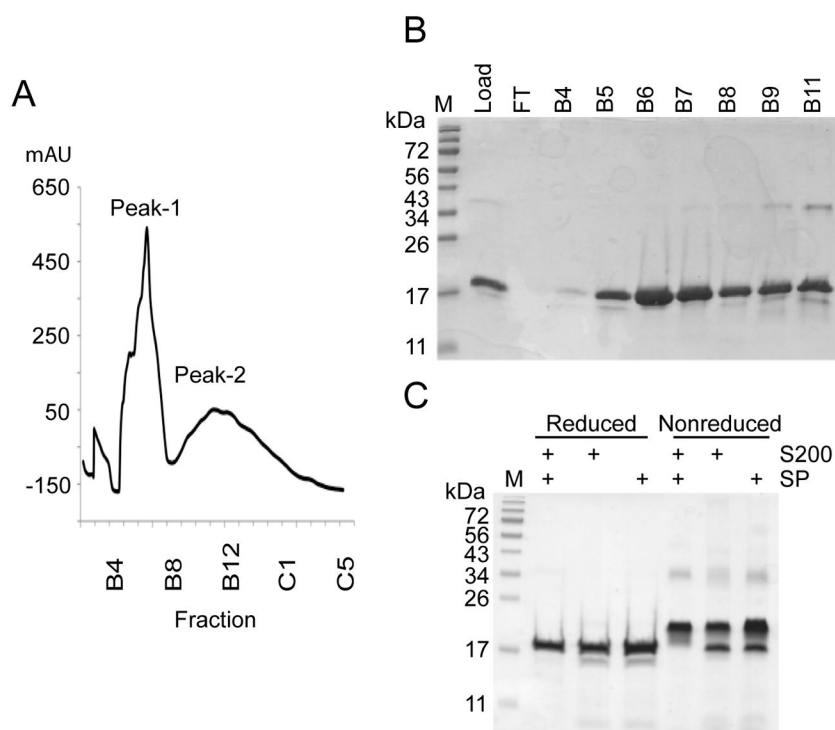 A
mAU
650
Peak-1
450
250
Peak-2
50
-150
B4 B8 B12 C1 C5
Fraction
B
M Load FT B4 B5 B6 B7 B8 B9 B11
kDa
72
56
43
34
26
17
11
C
Reduced Nonreduced
+ + + + S200
M + + + + SP
kDa
72
56
43
34
26
17
11